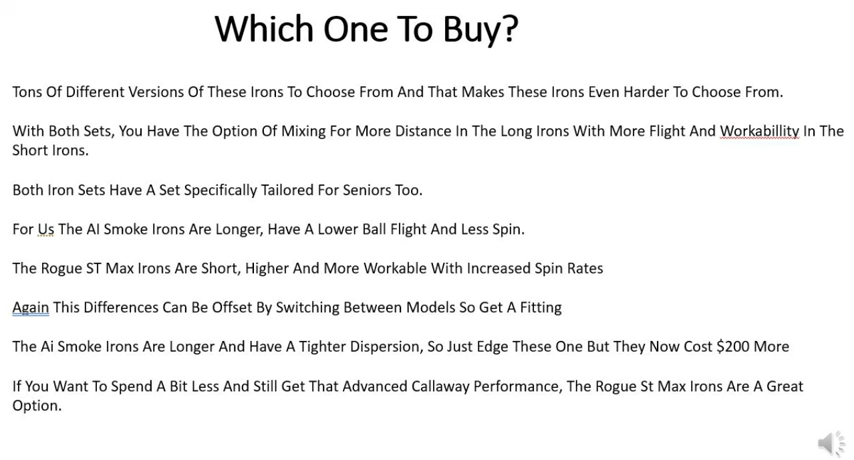 Which One To Buy?
Tons Of Different Versions Of These Irons To Choose From And That Makes These Irons Even Harder To Choose From.
With Both Sets, You Have The Option Of Mixing For More Distance In The Long Irons With More Flight And Workabillity In The
Short Irons.
Both Iron Sets Have A Set Specifically Tailored For Seniors Too.
For Us The AI Smoke Irons Are Longer, Have A Lower Ball Flight And Less Spin.
The Rogue ST Max Irons Are Short, Higher And More Workable With Increased Spin Rates
Again This Differences Can Be Offset By Switching Between Models So Get A Fitting
The Ai Smoke Irons Are Longer And Have A Tighter Dispersion, So Just Edge These One But They Now Cost $200 More
If You Want To Spend A Bit Less And Still Get That Advanced Callaway Performance, The Rogue St Max Irons Are A Great
Option.